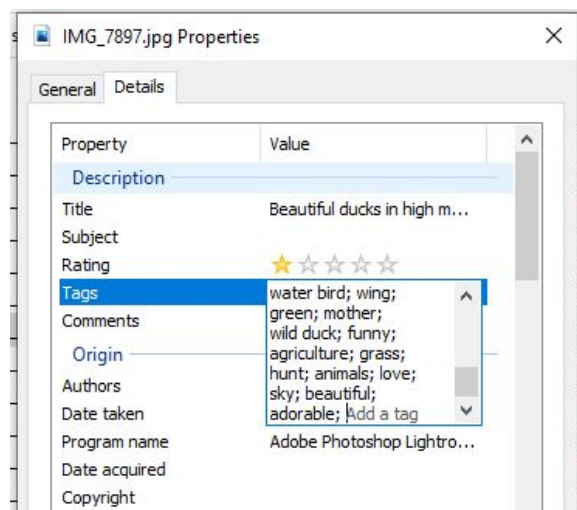 IMG_7897.jpg Properties
General Details
Property Value
Description
Title Beautiful ducks in high m...
Subject
Rating
Tags water bird; wing;
green; mother;
Comments wild duck; funny;
agriculture; grass;
Origin hunt; animals; love;
Authors sky; beautiful;
Date taken adorable; Add a tag
Program name Adobe Photoshop Lightro...
Date acquired
Copyright